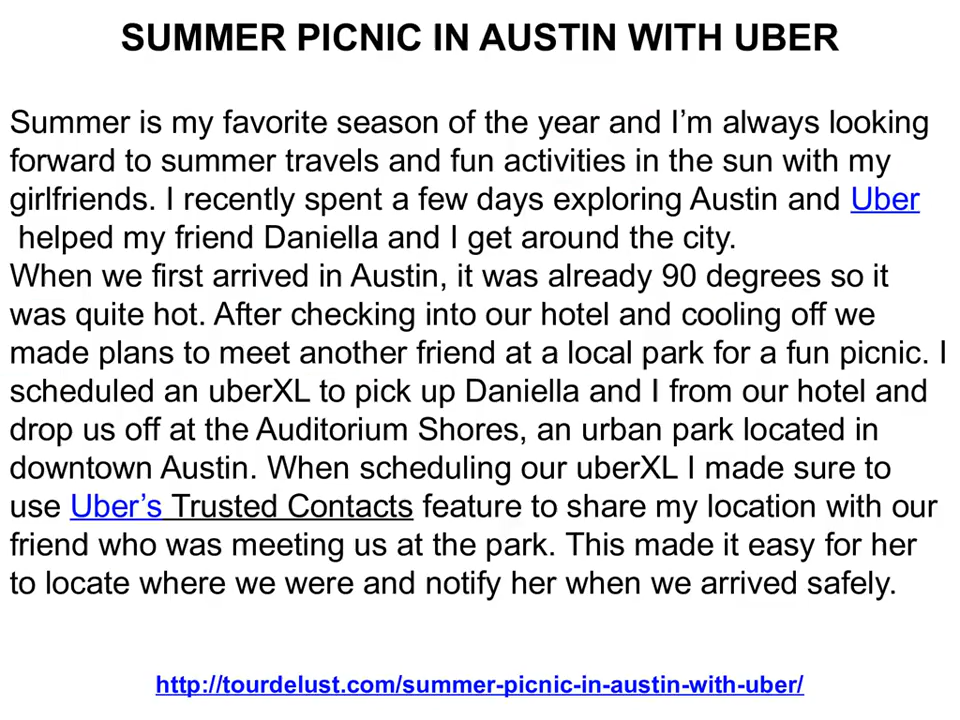 SUMMER PICNIC IN AUSTIN WITH UBER
Summer is my favorite season of the year and I’m always looking
forward to summer travels and fun activities in the sun with my
girlfriends. I recently spent a few days exploring Austin and Uber
helped my friend Daniella and I get around the city.
When we first arrived in Austin, it was already 90 degrees so it
was quite hot. After checking into our hotel and cooling off we
made plans to meet another friend at a local park for a fun picnic. I
scheduled an uberXL to pick up Daniella and I from our hotel and
drop us off at the Auditorium Shores, an urban park located in
downtown Austin. When scheduling our uberXL I made sure to
use Uber’s Trusted Contacts feature to share my location with our
friend who was meeting us at the park. This made it easy for her
to locate where we were and notify her when we arrived safely.
http://tourdelust.com/summer-picnic-in-austin-with-uber/